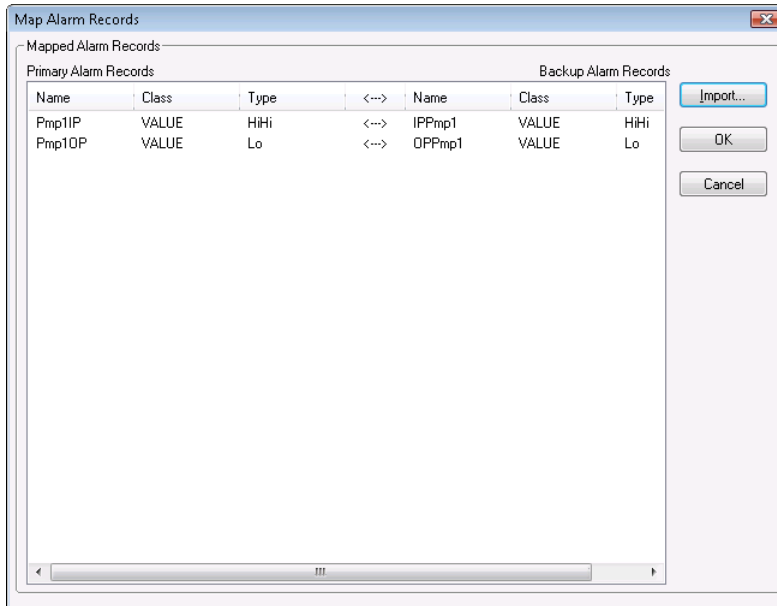 Map Alarm Records
Mapped Alarm Records
Primary Alarm Records Backup Alarm Records
Name Class Type <---> Name Class Type
Pmp1IP VALUE HiHi <---> IPPmp1 VALUE HiHi
Pmp1OP VALUE Lo <---> OPPmp1 VALUE Lo
Import...
OK
Cancel